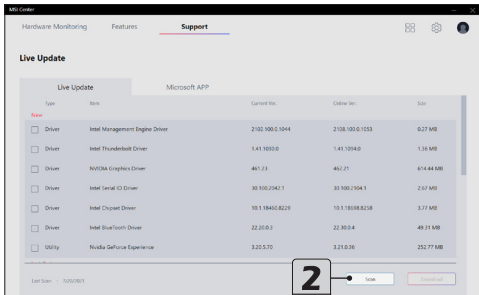 MSI Center
Hardware Monitoring Features Support
Live Update
Live Update Microsoft APP
Type Item Current Ver. Online Ver. Size
Driver Intel Management Engine Driver 2102.100.0.1044 2108.100.0.1053 0.27 MB
Driver Intel Thunderbolt Driver 1.41.1093.0 1.41.1094.0 1.36 MB
Driver NVIDIA Graphics Driver 461.23 462.21 614.44 MB
Driver Intel Serial IO Driver 30.100.2042.1 30.100.2104.1 2.67 MB
Driver Intel Chipset Driver 10.1.18460.8229 10.1.18698.8258 3.77 MB
Driver Intel BlueTooth Driver 22.20.0.3 22.30.0.4 49.31 MB
Utility Nvidia GeForce Experience 3.20.5.70 3.21.0.36 252.77 MB
Last Scan :
2
Scan Download